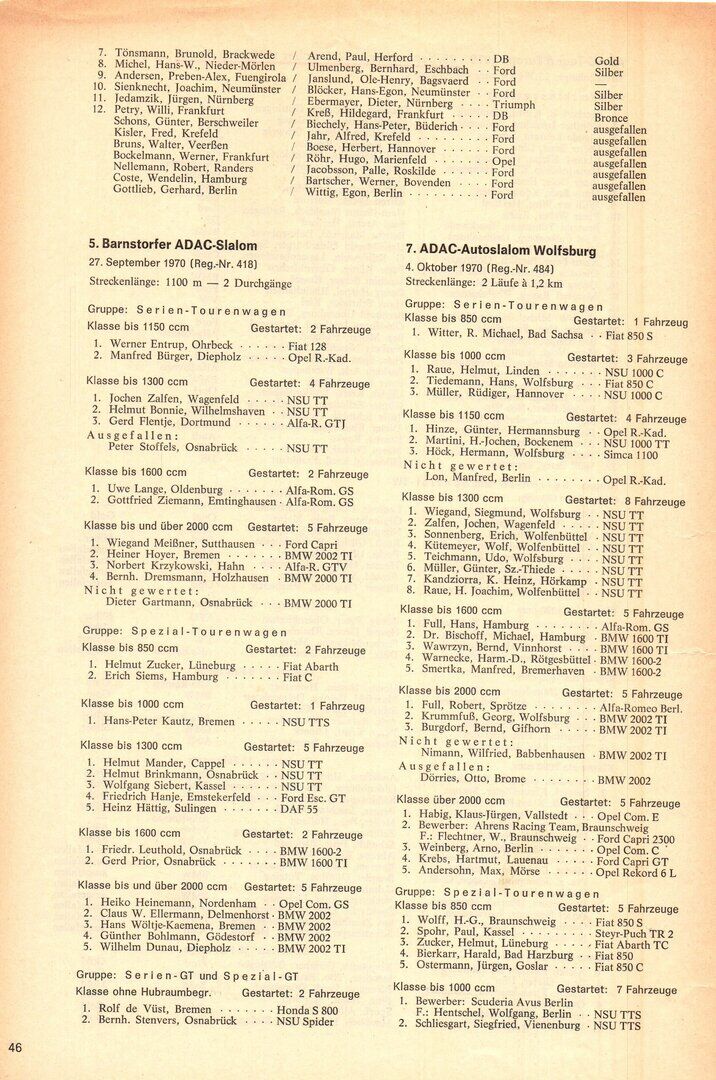 7. Tönsmann, Brunold, Brackwede / Arend, Paul, Herford . . . . . . . . . DB Gold
8. Michel, Hans-W., Nieder-Mörlen / Ulmenberg, Bernhard, Eschbach . . Ford Silber
9. Andersen, Preben-Alex, Fuengirola / Janslund, Ole-Henry, Bagsvaerd . . Ford —
10. Sienknecht, Joachim, Neumünster / Blöcker, Hans-Egon, Neumünster . . Ford Silber
11. Jedamzik, Jürgen, Nürnberg / Ebermayer, Dieter, Nürnberg . . . . Triumph Silber
12. Petry, Willi, Frankfurt / Kreß, Hildegard, Frankfurt . . . . . DB Bronce
Schons, Günter, Berschweiler / Biechely, Hans-Peter, Büderich . . . Ford ausgefallen
Kisler, Fred, Krefeld / Jahr, Alfred, Krefeld . . . . . . . . Ford ausgefallen
Bruns, Walter, Veerßen / Boese, Herbert, Hannover . . . . . Ford ausgefallen
Bockelmann, Werner, Frankfurt / Röhr, Hugo, Marienfeld . . . . . . Opel ausgefallen
Nellemann, Robert, Randers / Jacobsson, Palle, Roskilde . . . . . Ford ausgefallen
Coste, Wendelin, Hamburg / Bartscher, Werner, Bovenden . . . . Ford ausgefallen
Gottlieb, Gerhard, Berlin / Wittig, Egon, Berlin . . . . . . . . Ford ausgefallen
5. Barnstorfer ADAC-Slalom
27. September 1970 (Reg.-Nr. 418)
Streckenlänge: 1100 m — 2 Durchgänge
Gruppe: Serien-Tourenwagen
Klasse bis 1150 ccm Gestartet: 2 Fahrzeuge
1. Werner Entrup, Ohrbeck . . . . . . Fiat 128
2. Manfred Bürger, Diepholz . . . . . Opel R.-Kad.
Klasse bis 1300 ccm Gestartet: 4 Fahrzeuge
1. Jochen Zalfen, Wagenfeld . . . . . NSU TT
2. Helmut Bonnie, Wilhelmshaven . . NSU TT
3. Gerd Flentje, Dortmund . . . . . . Alfa-R. GTJ
Ausgefallen:
Peter Stoffels, Osnabrück . . . . . NSU TT
Klasse bis 1600 ccm Gestartet: 2 Fahrzeuge
1. Uwe Lange, Oldenburg . . . . . . . Alfa-Rom. GS
2. Gottfried Ziemann, Emtinghausen . Alfa-Rom. GS
Klasse bis und über 2000 ccm Gestartet: 5 Fahrzeuge
1. Wiegand Meißner, Sutthausen . . . Ford Capri
2. Heiner Hoyer, Bremen . . . . . . . BMW 2002 TI
3. Norbert Krzykowski, Hahn . . . . Alfa-R. GTV
4. Bernh. Dremsmann, Holzhausen . BMW 2000 TI
Nicht gewertet:
Dieter Gartmann, Osnabrück . . . BMW 2000 TI
Gruppe: Spezial-Tourenwagen
Klasse bis 850 ccm Gestartet: 2 Fahrzeuge
1. Helmut Zucker, Lüneburg . . . . . Fiat Abarth
2. Erich Siems, Hamburg . . . . . . . Fiat C
Klasse bis 1000 ccm Gestartet: 1 Fahrzeug
1. Hans-Peter Kautz, Bremen . . . . . NSU TTS
Klasse bis 1300 ccm Gestartet: 5 Fahrzeuge
1. Helmut Mander, Cappel . . . . . . NSU TT
2. Helmut Brinkmann, Osnabrück . . NSU TT
3. Wolfgang Siebert, Kassel . . . . . . NSU TT
4. Friedrich Hanje, Emstekerfeld . . . Ford Esc. GT
5. Heinz Hättig, Sulingen . . . . . . . DAF 55
Klasse bis 1600 ccm Gestartet: 2 Fahrzeuge
1. Friedr. Leuthold, Osnabrück . . . . BMW 1600-2
2. Gerd Prior, Osnabrück . . . . . . . BMW 1600 TI
Klasse bis und über 2000 ccm Gestartet: 5 Fahrzeuge
1. Heiko Heinemann, Nordenham . . Opel Com. GS
2. Claus W. Ellermann, Delmenhorst . BMW 2002
3. Hans Wöltje-Kaemena, Bremen . . BMW 2002
4. Günther Bohlmann, Gödestorf . . BMW 2002
5. Wilhelm Dunau, Diepholz . . . . . BMW 2002 TI
Gruppe: Serien-GT und Spezial-GT
Klasse ohne Hubraumbegr. Gestartet: 2 Fahrzeuge
1. Rolf de Vüst, Bremen . . . . . . . Honda S 800
2. Bernh. Stenvers, Osnabrück . . . . NSU Spider
46
7. ADAC-Autoslalom Wolfsburg
4. Oktober 1970 (Reg.-Nr. 484)
Streckenlänge: 2 Läufe à 1,2 km
Gruppe: Serien-Tourenwagen
Klasse bis 850 ccm Gestartet: 1 Fahrzeug
1. Witter, R. Michael, Bad Sachsa . . Fiat 850 S
Klasse bis 1000 ccm Gestartet: 3 Fahrzeuge
1. Raue, Helmut, Linden . . . . . . . NSU 1000 C
2. Tiedemann, Hans, Wolfsburg . . . Fiat 850 C
3. Müller, Rüdiger, Hannover . . . . NSU 1000 C
Klasse bis 1150 ccm Gestartet: 4 Fahrzeuge
1. Hinze, Günter, Hermannsburg . . Opel R.-Kad.
2. Martini, H.-Jochen, Bockenem . . NSU 1000 TT
3. Höck, Hermann, Wolfsburg . . . . Simca 1100
Nicht gewertet:
Lon, Manfred, Berlin . . . . . . . . Opel R.-Kad.
Klasse bis 1300 ccm Gestartet: 8 Fahrzeuge
1. Wiegand, Siegmund, Wolfsburg . . NSU TT
2. Zalfen, Jochen, Wagenfeld . . . . . NSU TT
3. Sonnenberg, Erich, Wolfenbüttel . NSU TT
4. Kütemeyer, Wolf, Wolfenbüttel . . NSU TT
5. Teichmann, Udo, Wolfsburg . . . . NSU TT
6. Müller, Günter, Sz.-Thiede . . . . . NSU TT
7. Kandziorra, K. Heinz, Hörkamp . NSU TT
8. Raue, H. Joachim, Wolfenbüttel . . NSU TT
Klasse bis 1600 ccm Gestartet: 5 Fahrzeuge
1. Full, Hans, Hamburg . . . . . . . . Alfa-Rom. GS
2. Dr. Bischoff, Michael, Hamburg . BMW 1600 TI
3. Wawrzyn, Bernd, Vinnhorst . . . . BMW 1600 TI
4. Warnecke, Harm.-D., Rötgesbüttel . BMW 1600-2
5. Smertka, Manfred, Bremerhaven . BMW 1600-2
Klasse bis 2000 ccm Gestartet: 5 Fahrzeuge
1. Full, Robert, Sprötze . . . . . . . . Alfa-Romeo Berl.
2. Krummfuß, Georg, Wolfsburg . . . BMW 2002 TI
3. Burgdorf, Bernd, Gifhorn . . . . . BMW 2002 TI
Nicht gewertet:
Nimann, Wilfried, Babbenhausen . BMW 2002 TI
Ausgefallen:
Dörries, Otto, Brome . . . . . . . . BMW 2002
Klasse über 2000 ccm Gestartet: 5 Fahrzeuge
1. Habig, Klaus-Jürgen, Vallstedt . . . Opel Com. E
2. Bewerber: Ahrens Racing Team, Braunschweig
F.: Flechtner, W., Braunschweig . . Ford Capri 2300
3. Weinberg, Arno, Berlin . . . . . . . Opel Com. C
4. Krebs, Hartmut, Lauenau . . . . . Ford Capri GT
5. Andersohn, Max, Mörse . . . . . . Opel Rekord 6 L
Gruppe: Spezial-Tourenwagen
Klasse bis 850 ccm Gestartet: 5 Fahrzeuge
1. Wolff, H.-G., Braunschweig . . . . Fiat 850 S
2. Spohr, Paul, Kassel . . . . . . . . . Steyr-Puch TR 2
3. Zucker, Helmut, Lüneburg . . . . . Fiat Abarth TC
4. Bierkarr, Harald, Bad Harzburg . . Fiat 850
5. Ostermann, Jürgen, Goslar . . . . . Fiat 850 C
Klasse bis 1000 ccm Gestartet: 7 Fahrzeuge
1. Bewerber: Scuderia Avus Berlin
F.: Hentschel, Wolfgang, Berlin . . NSU TTS
2. Schliesgart, Siegfried, Vienenburg . NSU TTS